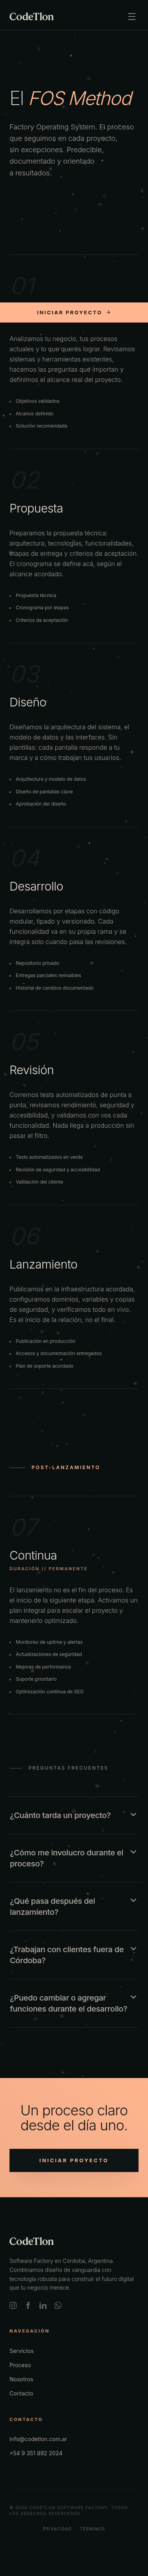 CodeTlon
El FOS Method
Factory Operating System. El proceso
que seguimos en cada proyecto,
sin excepciones. Predecible,
documentado y orientado
a resultados.
01
INICIAR PROYECTO →
Analizamos tu negocio, tus procesos
actuales y lo que querés lograr. Revisamos
sistemas y herramientas existentes,
hacemos las preguntas que importan y
definimos el alcance real del proyecto.
Objetivos validados
Alcance definido
Solución recomendada
02
Propuesta
Preparamos la propuesta técnica:
arquitectura, tecnologías, funcionalidades,
etapas de entrega y criterios de aceptación.
El cronograma se define acá, según el
alcance acordado.
Propuesta técnica
Cronograma por etapas
Criterios de aceptación
03
Diseño
Diseñamos la arquitectura del sistema, el
modelo de datos y las interfaces. Sin
plantillas: cada pantalla responde a tu
marca y a cómo trabajan tus usuarios.
Arquitectura y modelo de datos
Diseño de pantallas clave
Aprobación del diseño
04
Desarrollo
Desarrollamos por etapas con código
modular, tipado y versionado. Cada
funcionalidad va en su propia rama y se
integra solo cuando pasa las revisiones.
Repositorio privado
Entregas parciales revisables
Historial de cambios documentado
05
Revisión
Corremos tests automatizados de punta a
punta, revisamos rendimiento, seguridad y
accesibilidad, y validamos con vos cada
funcionalidad. Nada llega a producción sin
pasar el filtro.
Tests automatizados en verde
Revisión de seguridad y accesibilidad
Validación del cliente
06
Lanzamiento
Publicamos en la infraestructura acordada,
configuramos dominios, variables y copias
de seguridad, y verificamos todo en vivo.
Es el inicio de la relación, no el final.
Publicación en producción
Accesos y documentación entregados
Plan de soporte acordado
POST-LANZAMIENTO
07
Continua
DURACIÓN // PERMANENTE
El lanzamiento no es el fin del proceso. Es
el inicio de la siguiente etapa. Activamos un
plan integral para escalar el proyecto y
mantenerlo optimizado.
Monitoreo de uptime y alertas
Actualizaciones de seguridad
Mejoras de performance
Soporte prioritario
Optimización continua de SEO
PREGUNTAS FRECUENTES
¿Cuánto tarda un proyecto?
¿Cómo me involucro durante el
proceso?
¿Qué pasa después del
lanzamiento?
¿Trabajan con clientes fuera de
Córdoba?
¿Puedo cambiar o agregar
funciones durante el desarrollo?
Un proceso claro
desde el día uno.
INICIAR PROYECTO
CodeTlon
Software Factory en Córdoba, Argentina.
Combinamos diseño de vanguardia con
tecnología robusta para construir el futuro digital
que tu negocio merece.
NAVEGACIÓN
Servicios
Proceso
Nosotros
Contacto
CONTACTO
info@codetlon.com.ar
+54 9 351 892 2024
© 2026 CODETLON SOFTWARE FACTORY. TODOS
LOS DERECHOS RESERVADOS.
PRIVACIDAD TÉRMINOS